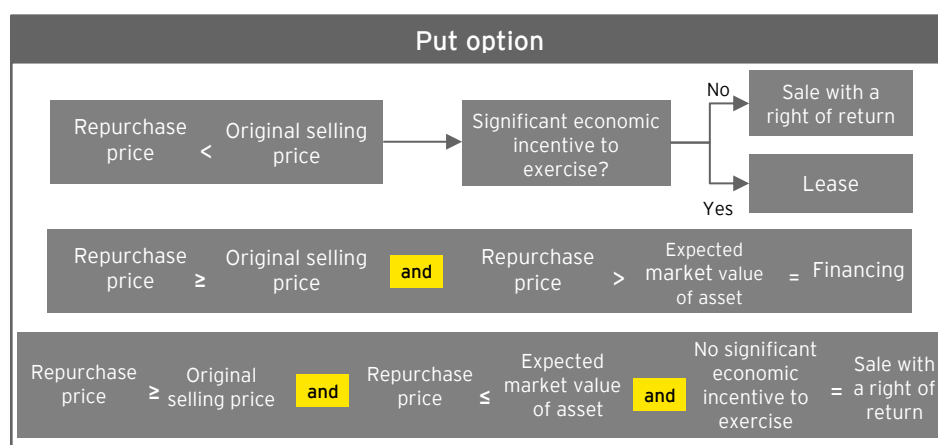 Put option
Repurchase
price
<
Original selling
price
Significant economic
incentive to
exercise?
No
Sale with a
right of return
Yes
Lease
Repurchase
price
≥
Original selling
price
and
Repurchase
price
>
Expected
market value
of asset
=
Financing
Repurchase
price
≥
Original
selling price
and
Repurchase
price
≤
Expected
market value
of asset
and
No significant
economic
incentive to
exercise
=
Sale with
a right of
return